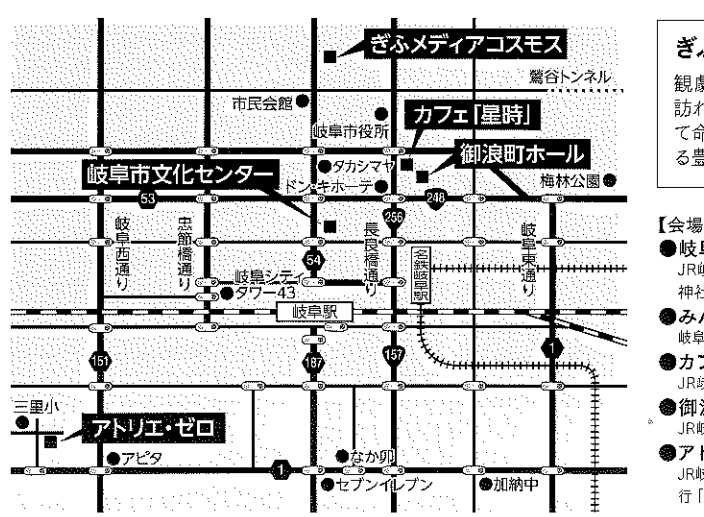 ぎふメディアコスモス
鶯谷トンネル
市民会館
岐阜市役所
カフェ「星時」
タカシマヤ
御浪町ホール
岐阜市文化センター
ドン・キホーテ
梅林公園
53
248
256
岐阜西通り
忠節橋通り
長良橋通り
岐阜東通り
54
名鉄岐阜駅
岐阜シティ
タワー43
岐阜駅
151
187
157
1
三里小
アトリエ・ゼロ
アピタ
1
なか卯
セブンイレブン
加納中
観劇
訪れ
て命
る豊
【会場
●岐阜
JR岐
神社
●みん
岐阜
●カフ
JR岐
●御浪
JR岐
●アト
JR岐
行「